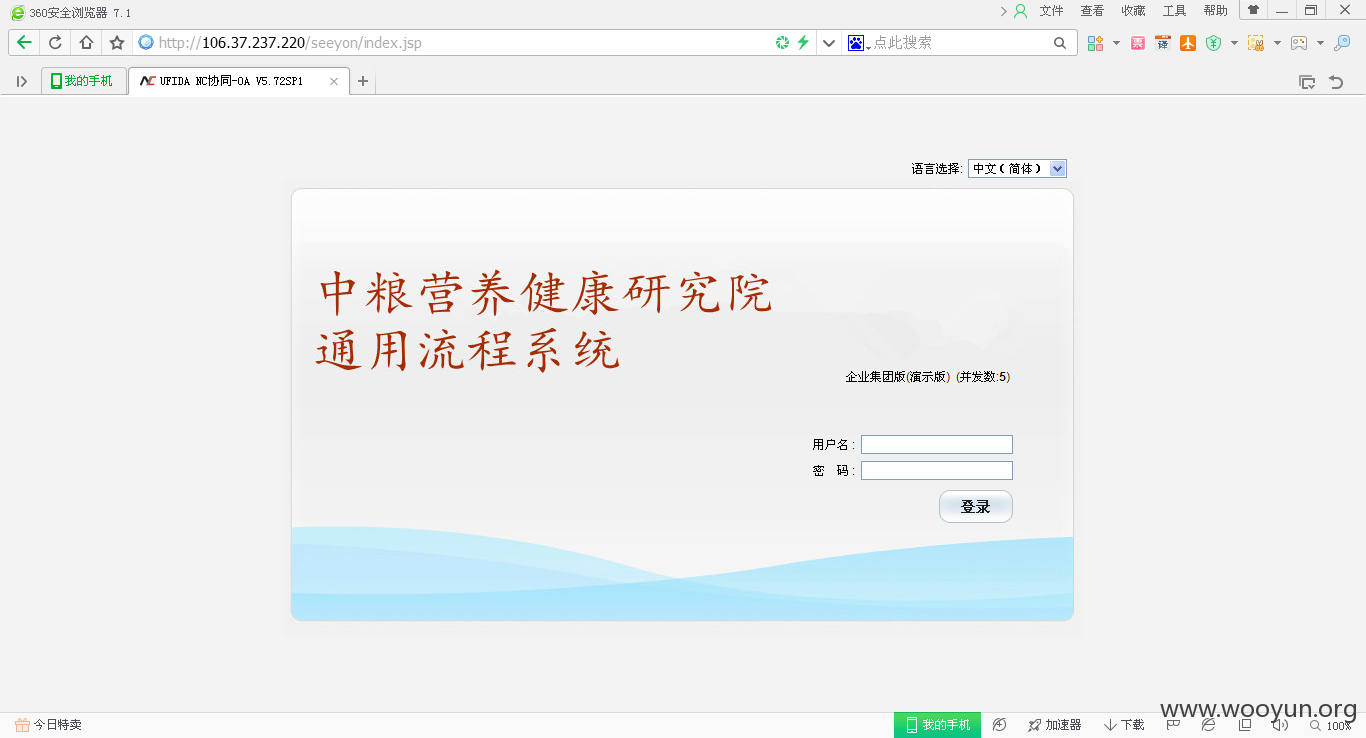 360安全浏览器 7.1
文件 查看 收藏 工具 帮助
http://106.37.237.220/seeyon/index.jsp
点此搜索
我的手机
UFIDA NC协同-OA V5.72SP1
语言选择: 中文(简体)
中粮营养健康研究院
通用流程系统
企业集团版(演示版) (并发数:5)
用户名:
密 码:
登录
www.wooyun.org
今日特卖
我的手机
加速器
下载
100%